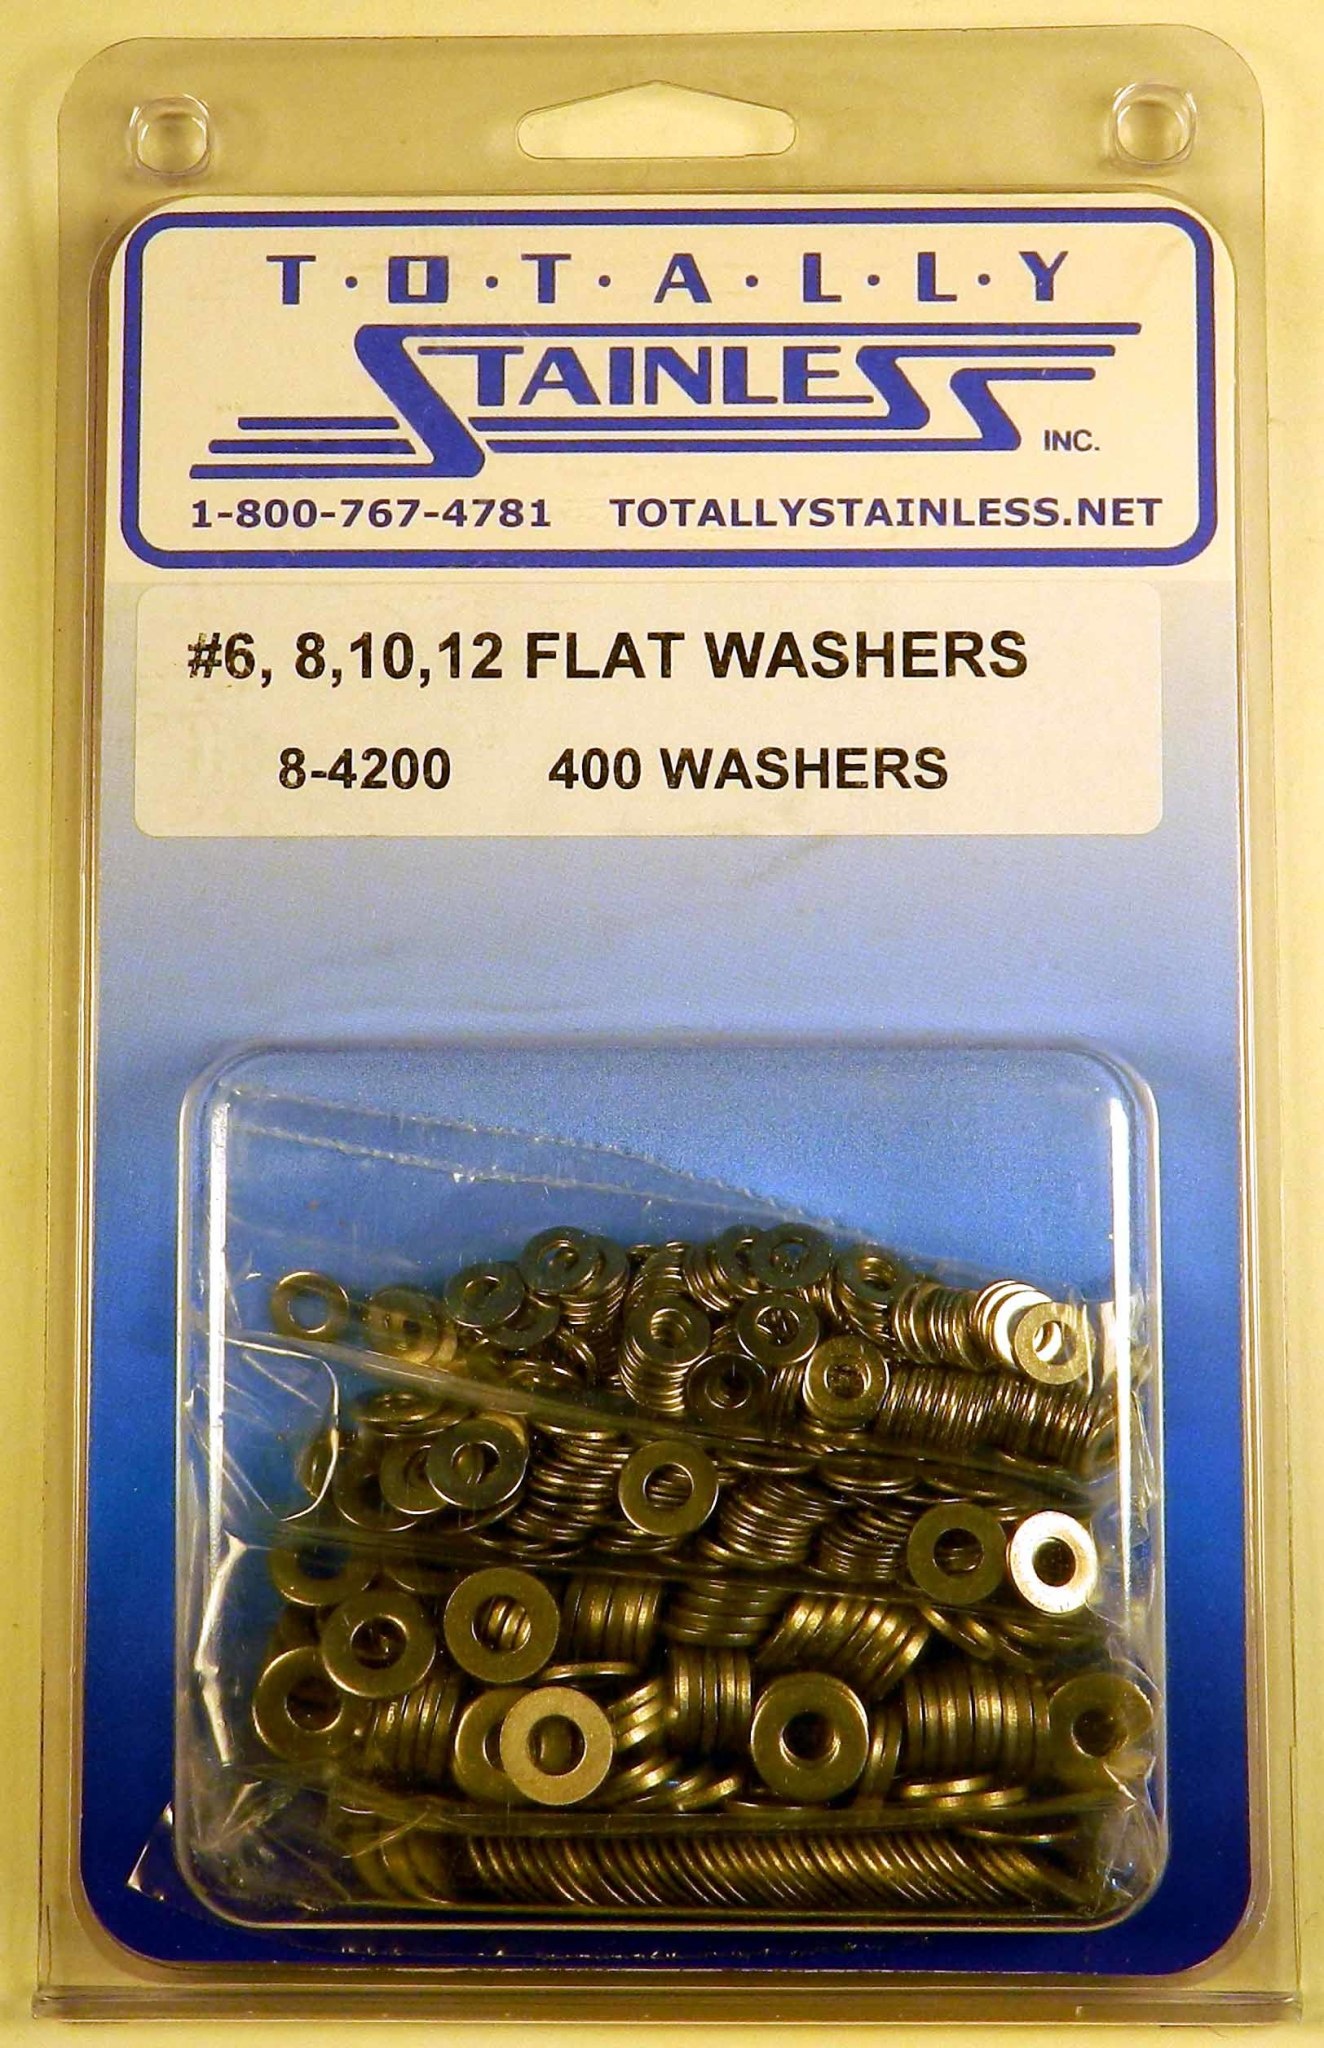 T·O·T·A·L·L·Y
STAINLESS
INC.
1-800-767-4781 TOTALLYSTAINLESS.NET
#6, 8,10,12 FLAT WASHERS
8-4200 400 WASHERS